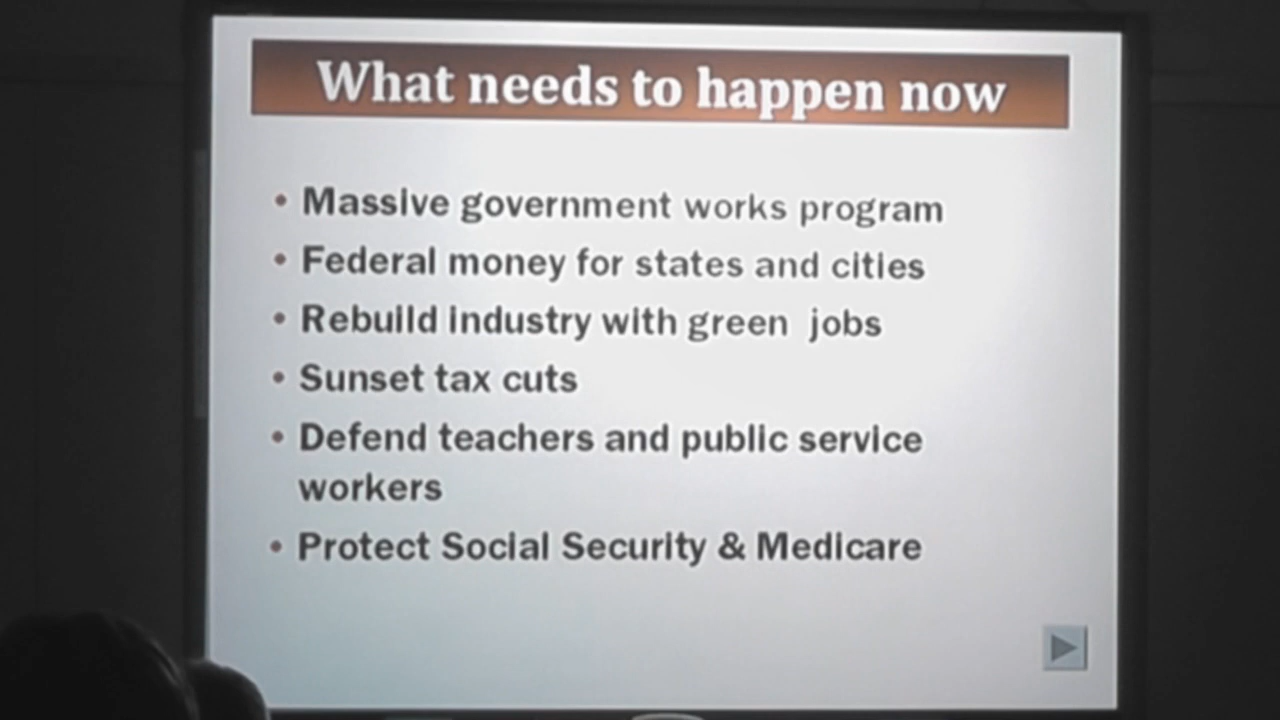 What needs to happen now
• Massive government works program
• Federal money for states and cities
• Rebuild industry with green jobs
• Sunset tax cuts
• Defend teachers and public service
workers
• Protect Social Security & Medicare